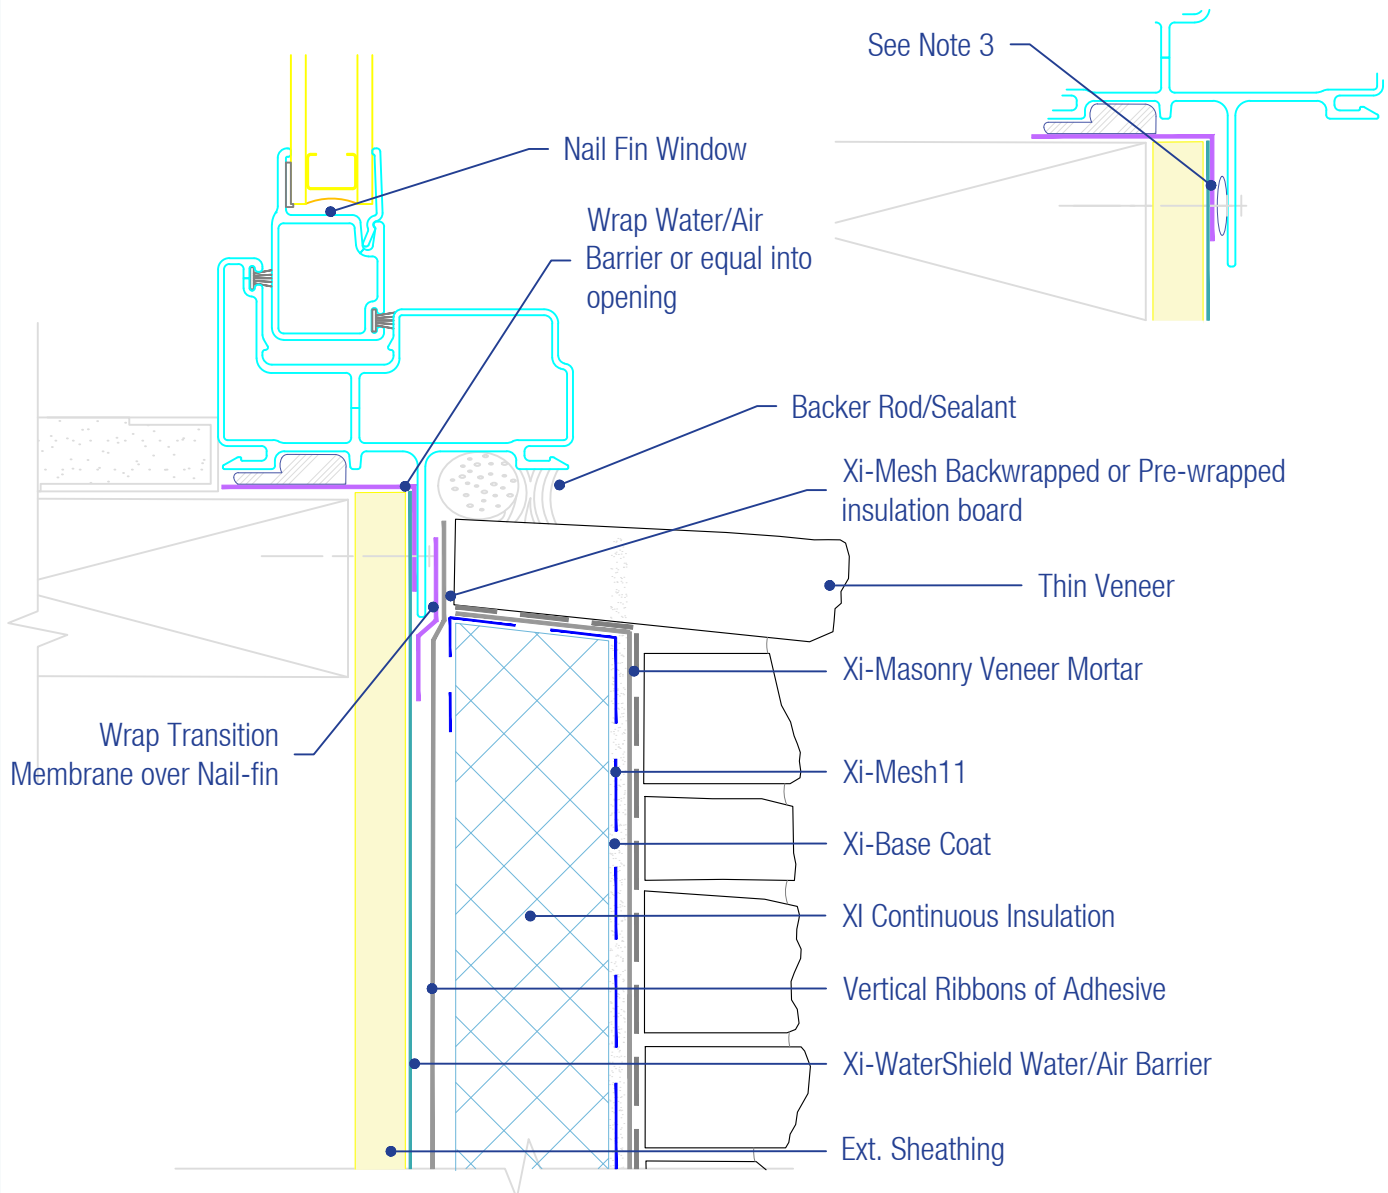 See Note 3
Nail Fin Window
Wrap Water/Air
Barrier or equal into
opening
Backer Rod/Sealant
Xi-Mesh Backwrapped or Pre-wrapped
insulation board
Thin Veneer
Xi-Masonry Veneer Mortar
Wrap Transition
Membrane over Nail-fin
Xi-Mesh11
Xi-Base Coat
XI Continuous Insulation
Vertical Ribbons of Adhesive
Xi-WaterShield Water/Air Barrier
Ext. Sheathing